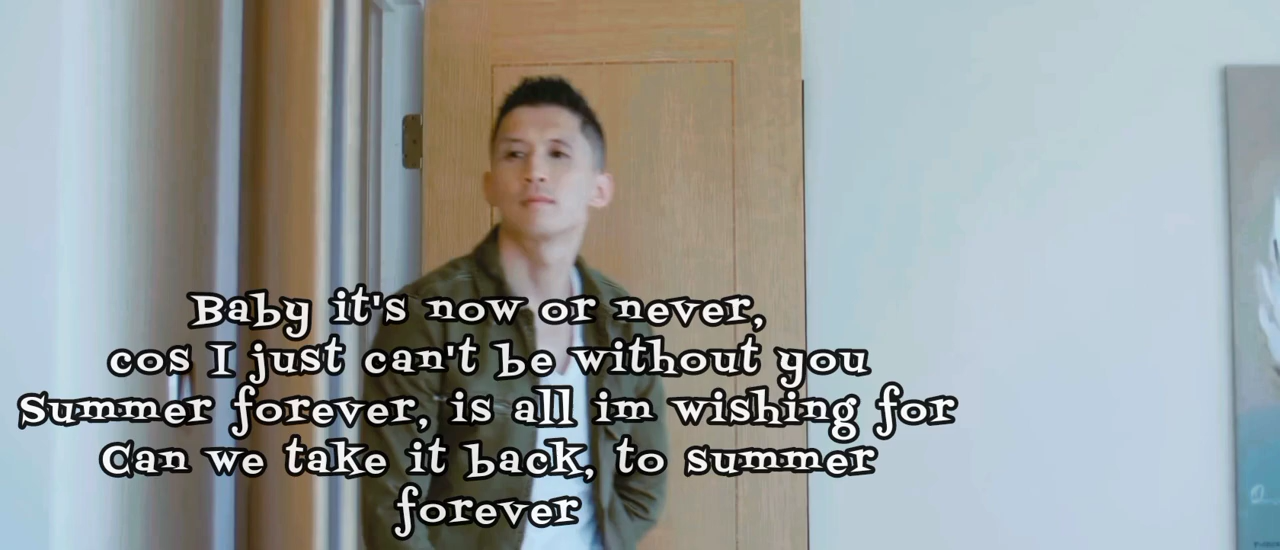 Baby it's now or never,
cos I just can't be without you
Summer forever, is all im wishing for
Can we take it back, to summer
forever